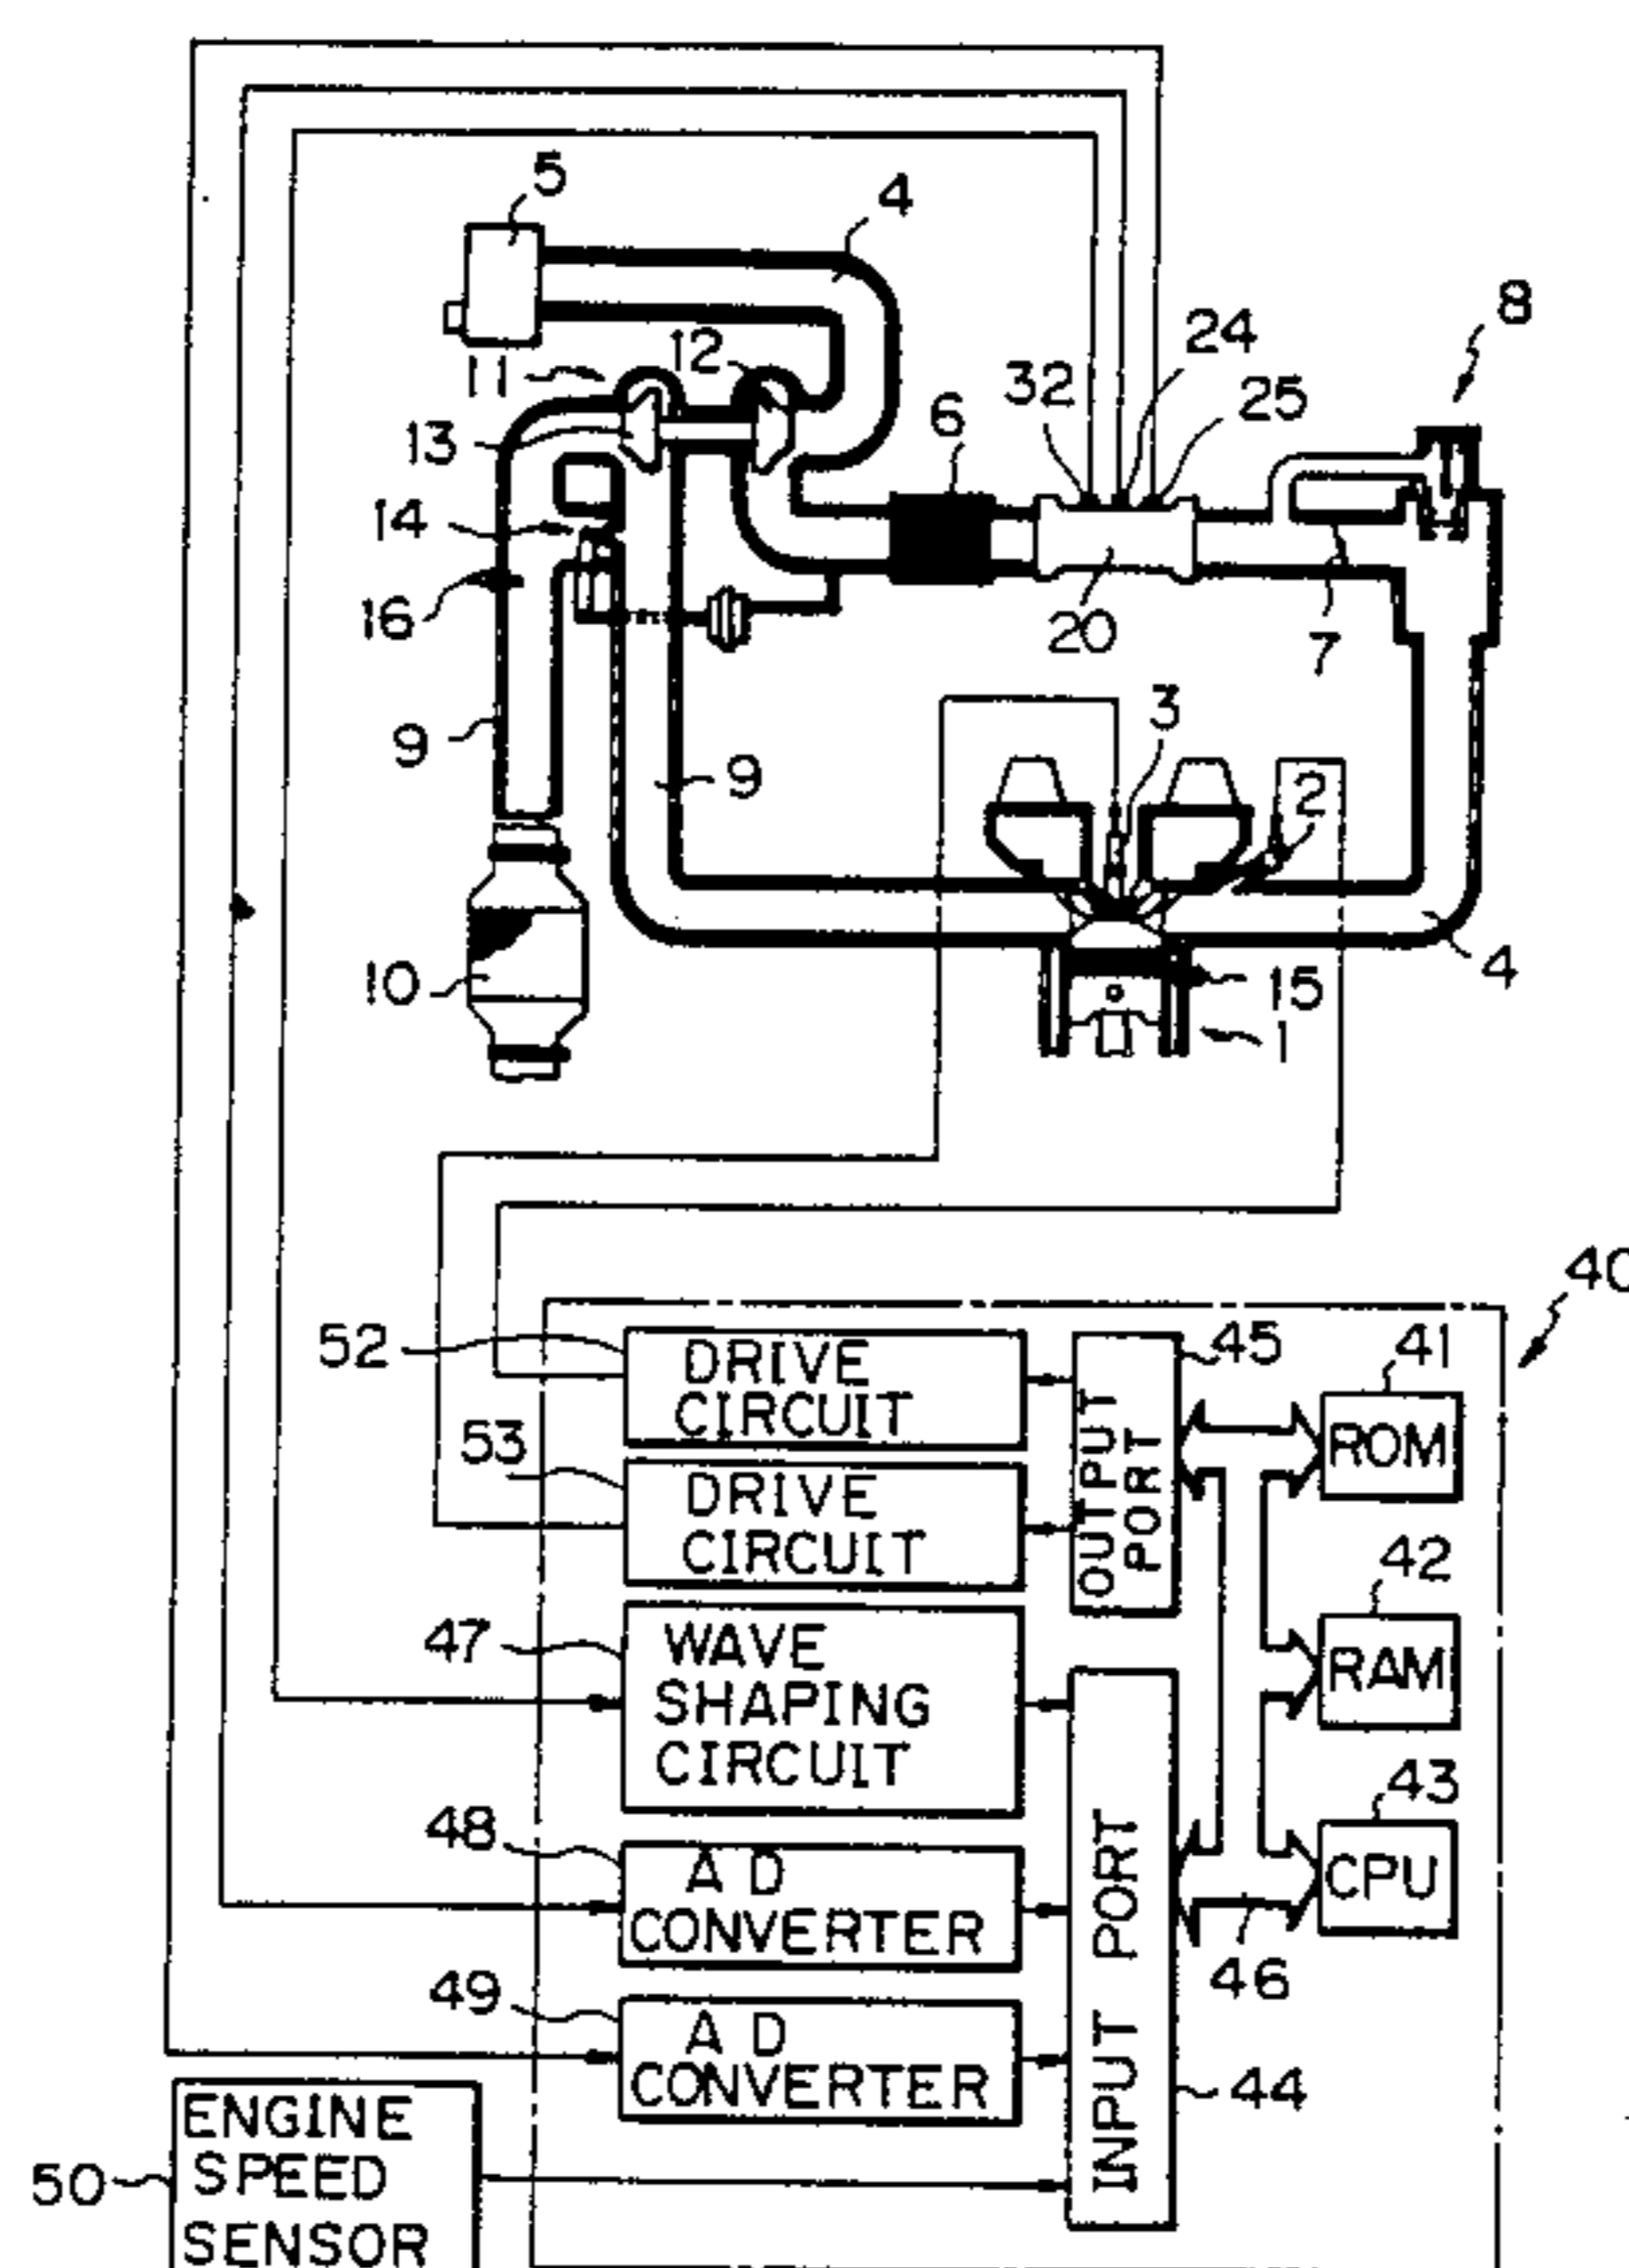 5
4
8
11
12
24
32
25
6
13
14
16
20
7
3
9
9
2
10
4
15
1
40
52
DRIVE
CIRCUIT
45
41
OUTPUT
PORT
ROM
53
DRIVE
CIRCUIT
42
RAM
47
WAVE
SHAPING
CIRCUIT
43
CPU
48
A D
CONVERTER
INPUT PORT
46
49
A D
CONVERTER
44
50
ENGINE
SPEED
SENSOR